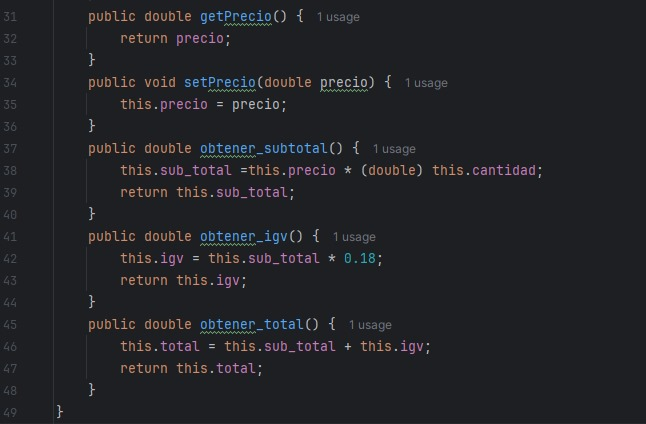 31 public double getPrecio() { 1 usage
32 return precio;
33 }
34 public void setPrecio(double precio) { 1 usage
35 this.precio = precio;
36 }
37 public double obtener_subtotal() { 1 usage
38 this.sub_total =this.precio * (double) this.cantidad;
39 return this.sub_total;
40 }
41 public double obtener_igv() { 1 usage
42 this.igv = this.sub_total * 0.18;
43 return this.igv;
44 }
45 public double obtener_total() { 1 usage
46 this.total = this.sub_total + this.igv;
47 return this.total;
48 }
49 }